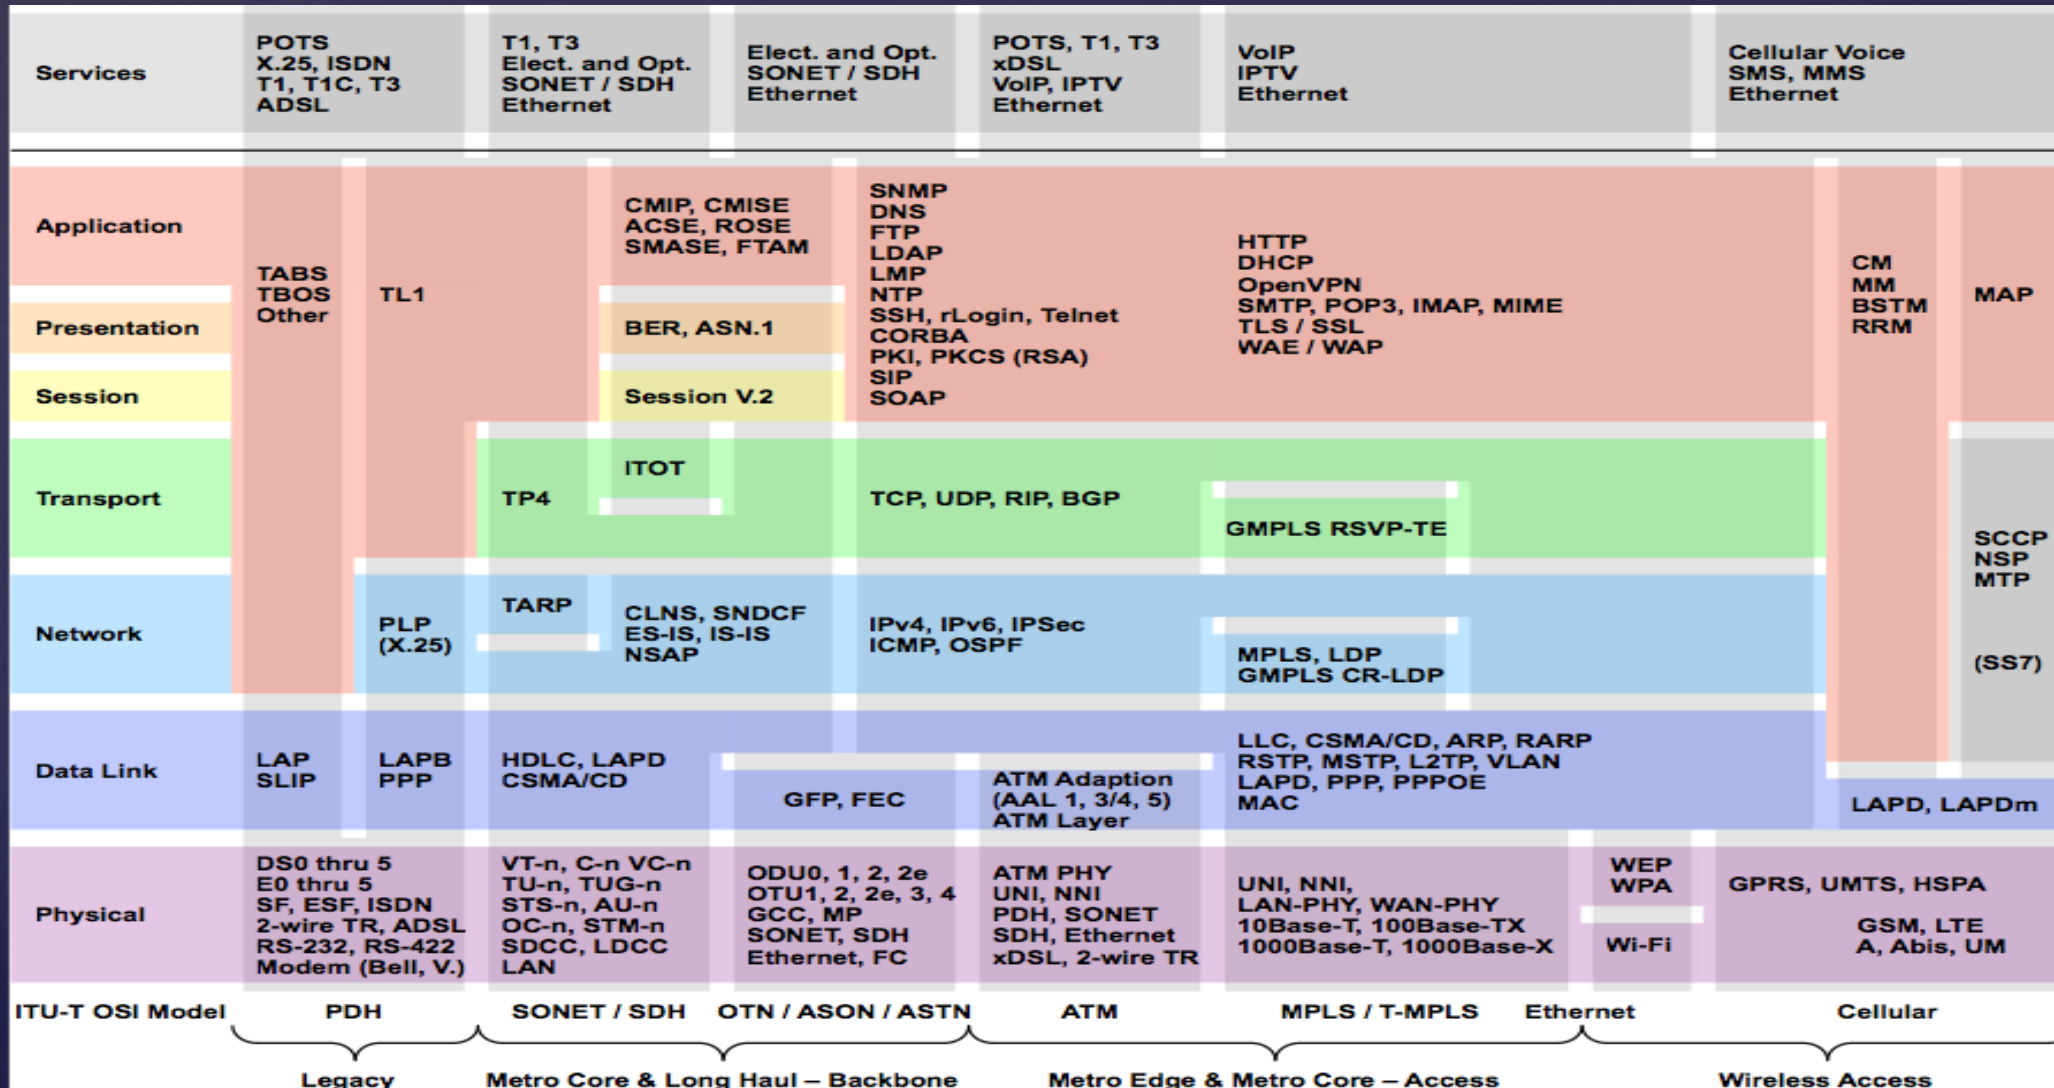 Services
POTS
X.25, ISDN
T1, T1C, T3
ADSL
T1, T3
Elect. and Opt.
SONET / SDH
Ethernet
Elect. and Opt.
SONET / SDH
Ethernet
POTS, T1, T3
xDSL
VoIP, IPTV
Ethernet
VoIP
IPTV
Ethernet
Cellular Voice
SMS, MMS
Ethernet
Application
Presentation
Session
TABS
TBOS
Other
TL1
CMIP, CMISE
ACSE, ROSE
SMASE, FTAM
BER, ASN.1
Session V.2
SNMP
DNS
FTP
LDAP
LMP
NTP
SSH, rLogin, Telnet
CORBA
PKI, PKCS (RSA)
SIP
SOAP
HTTP
DHCP
OpenVPN
SMTP, POP3, IMAP, MIME
TLS / SSL
WAE / WAP
CM
MM
BSTM
RRM
MAP
Transport
TP4
ITOT
TCP, UDP, RIP, BGP
GMPLS RSVP-TE
SCCP
NSP
MTP
(SS7)
Network
PLP
(X.25)
TARP
CLNS, SNDCF
ES-IS, IS-IS
NSAP
IPv4, IPv6, IPSec
ICMP, OSPF
MPLS, LDP
GMPLS CR-LDP
Data Link
LAP
SLIP
LAPB
PPP
HDLC, LAPD
CSMA/CD
GFP, FEC
ATM Adaption
(AAL 1, 3/4, 5)
ATM Layer
LLC, CSMA/CD, ARP, RARP
RSTP, MSTP, L2TP, VLAN
LAPD, PPP, PPPOE
MAC
LAPD, LAPDm
Physical
DS0 thru 5
E0 thru 5
SF, ESF, ISDN
2-wire TR, ADSL
RS-232, RS-422
Modem (Bell, V.)
VT-n, C-n VC-n
TU-n, TUG-n
STS-n, AU-n
OC-n, STM-n
SDCC, LDCC
LAN
ODU0, 1, 2, 2e
OTU1, 2, 2e, 3, 4
GCC, MP
SONET, SDH
Ethernet, FC
ATM PHY
UNI, NNI
PDH, SONET
SDH, Ethernet
xDSL, 2-wire TR
UNI, NNI,
LAN-PHY, WAN-PHY
10Base-T, 100Base-TX
1000Base-T, 1000Base-X
WEP
WPA
Wi-Fi
GPRS, UMTS, HSPA
GSM, LTE
A, Abis, UM
ITU-T OSI Model
PDH
SONET / SDH
OTN / ASON / ASTN
ATM
MPLS / T-MPLS
Ethernet
Cellular
Legacy
Metro Core & Long Haul – Backbone
Metro Edge & Metro Core – Access
Wireless Access